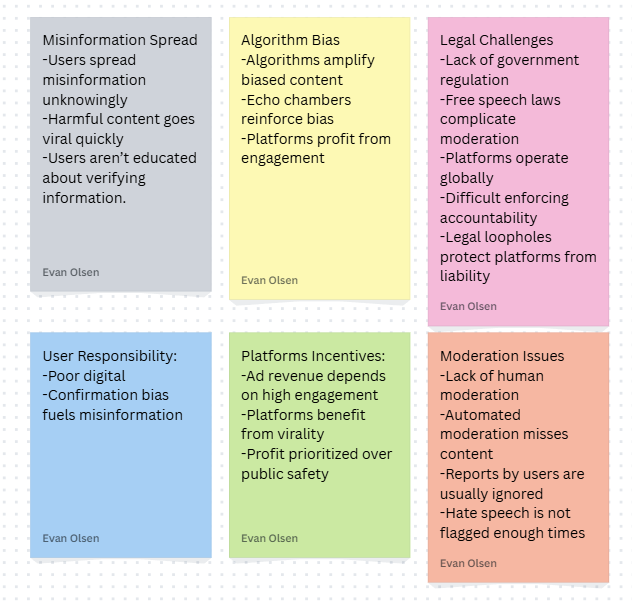 Misinformation Spread
-Users spread
misinformation
unknowingly
-Harmful content goes
viral quickly
-Users aren’t educated
about verifying
information.
Evan Olsen
Algorithm Bias
-Algorithms amplify
biased content
-Echo chambers
reinforce bias
-Platforms profit from
engagement
Evan Olsen
Legal Challenges
-Lack of government
regulation
-Free speech laws
complicate
moderation
-Platforms operate
globally
-Difficult enforcing
accountability
-Legal loopholes
protect platforms from
liability
Evan Olsen
User Responsibility:
-Poor digital
-Confirmation bias
fuels misinformation
Evan Olsen
Platforms Incentives:
-Ad revenue depends
on high engagement
-Platforms benefit
from virality
-Profit prioritized over
public safety
Evan Olsen
Moderation Issues
-Lack of human
moderation
-Automated
moderation misses
content
-Reports by users are
usually ignored
-Hate speech is not
flagged enough times
Evan Olsen